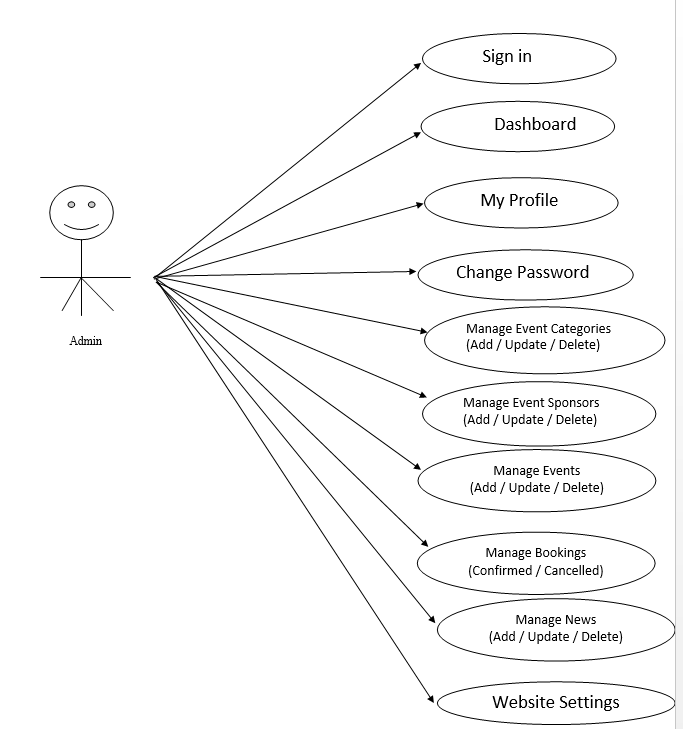 Sign in
Dashboard
My Profile
Change Password
Manage Event Categories
(Add / Update / Delete)
Admin
Manage Event Sponsors
(Add / Update / Delete)
Manage Events
(Add / Update / Delete)
Manage Bookings
(Confirmed / Cancelled)
Manage News
(Add / Update / Delete)
Website Settings